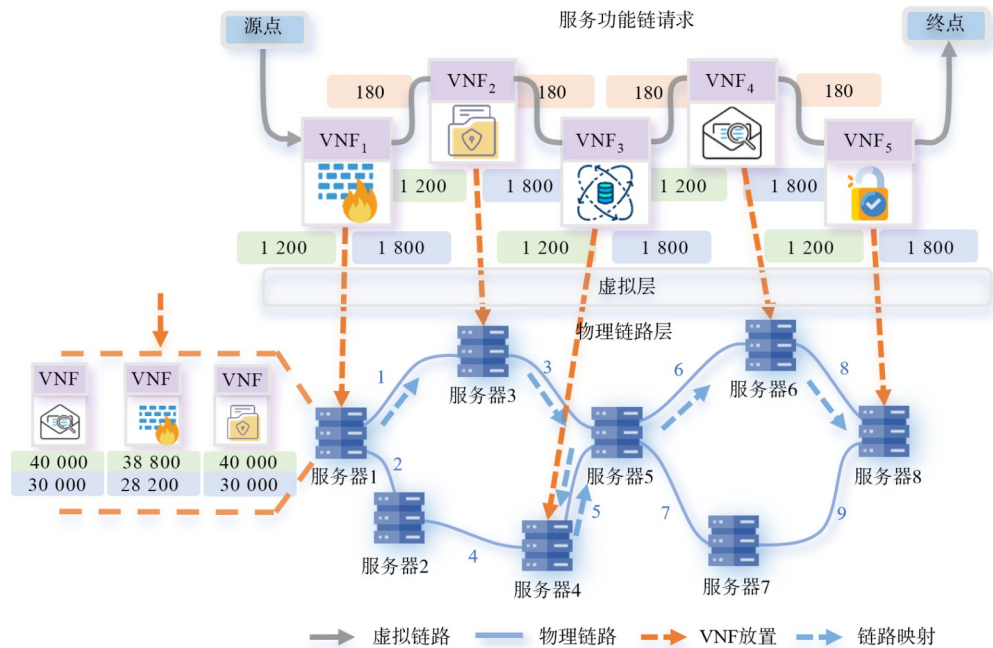 源点
服务功能链请求
终点
180
VNF₂
180
180
VNF₄
180
VNF₁
VNF₃
VNF₅
1 200
1 800
1 200
1 800
1 200
1 800
1 200
1 800
1 200
1 800
虚拟层
物理链路层
VNF
VNF
VNF
40 000
38 800
40 000
30 000
28 200
30 000
1
3
6
8
服务器3
服务器6
服务器1
2
服务器5
服务器8
5
7
9
4
服务器2
服务器4
服务器7
虚拟链路
物理链路
VNF放置
链路映射